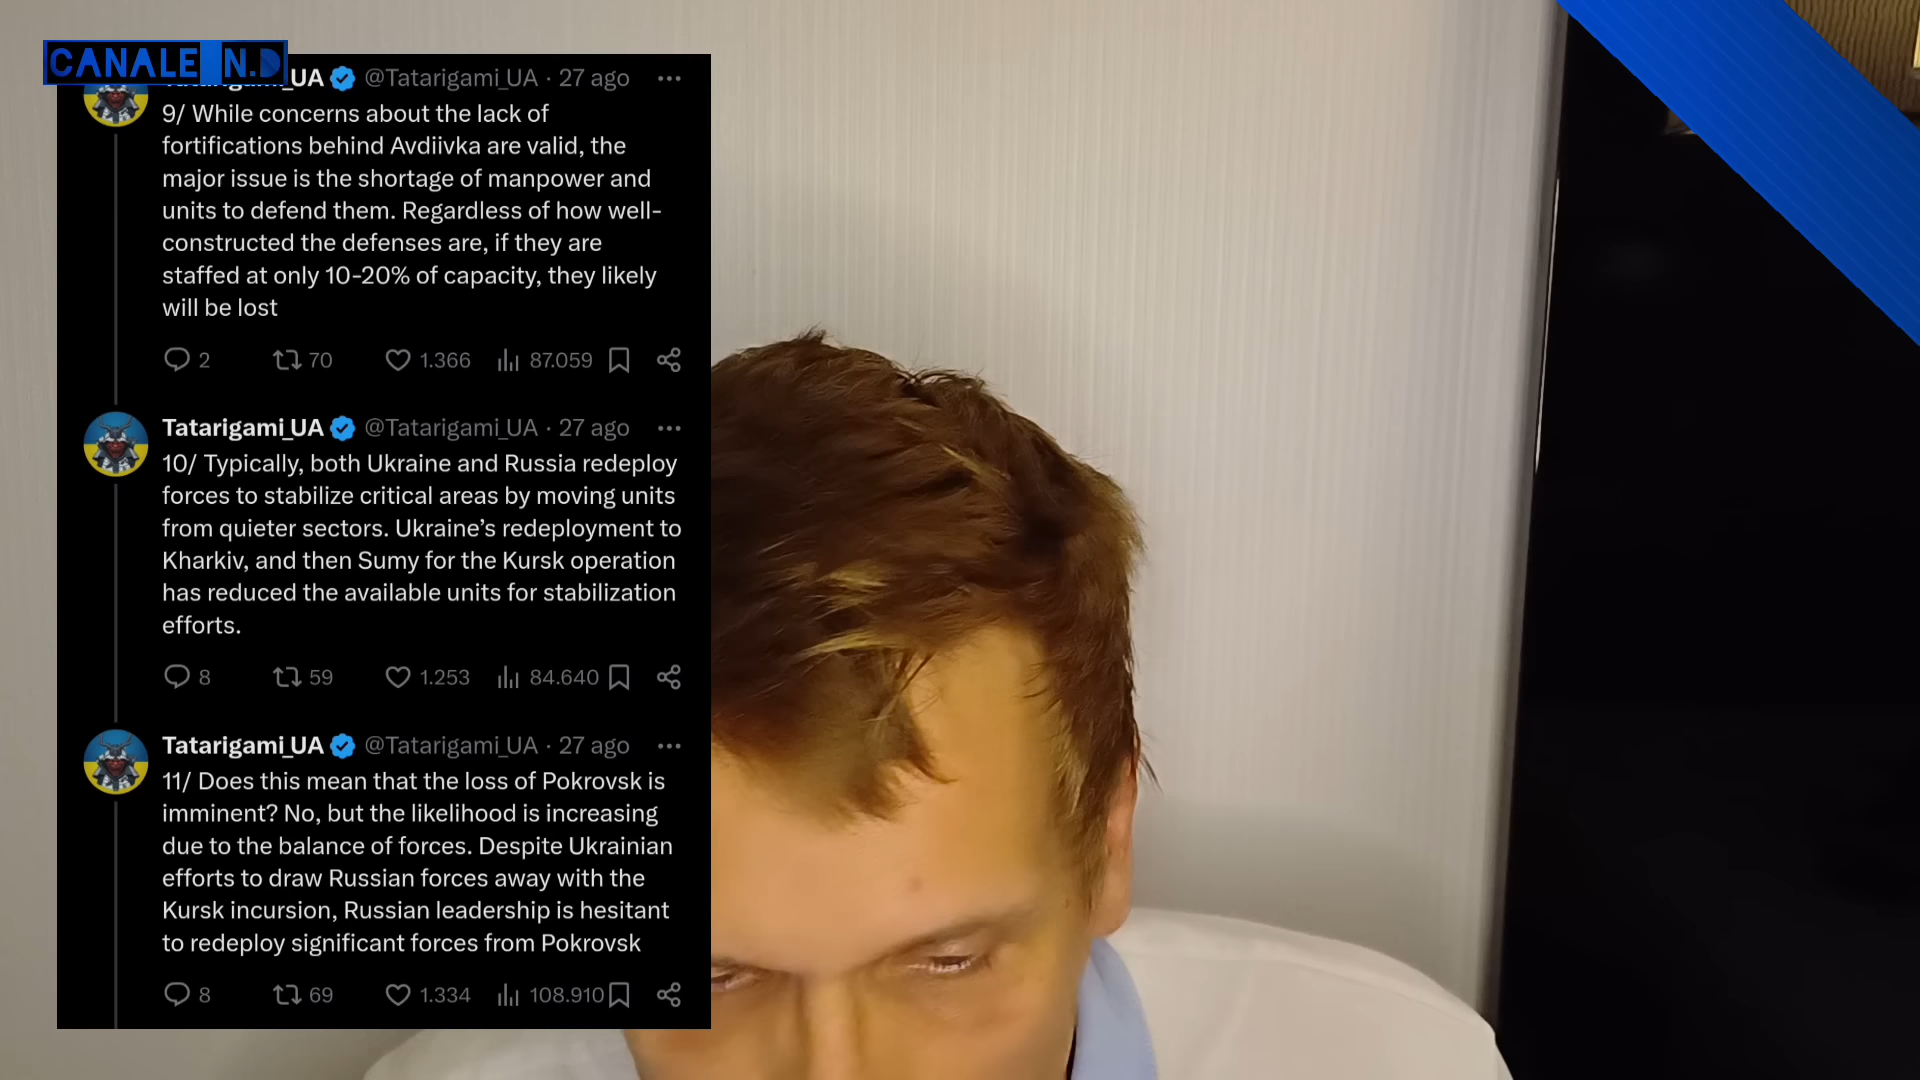 CANALE N.D
_UA @Tatarigami_UA · 27 ago
9/ While concerns about the lack of
fortifications behind Avdiivka are valid, the
major issue is the shortage of manpower and
units to defend them. Regardless of how well-
constructed the defenses are, if they are
staffed at only 10-20% of capacity, they likely
will be lost
2 70 1.366 87.059
Tatarigami_UA @Tatarigami_UA · 27 ago
10/ Typically, both Ukraine and Russia redeploy
forces to stabilize critical areas by moving units
from quieter sectors. Ukraine’s redeployment to
Kharkiv, and then Sumy for the Kursk operation
has reduced the available units for stabilization
efforts.
8 59 1.253 84.640
Tatarigami_UA @Tatarigami_UA · 27 ago
11/ Does this mean that the loss of Pokrovsk is
imminent? No, but the likelihood is increasing
due to the balance of forces. Despite Ukrainian
efforts to draw Russian forces away with the
Kursk incursion, Russian leadership is hesitant
to redeploy significant forces from Pokrovsk
8 69 1.334 108.910